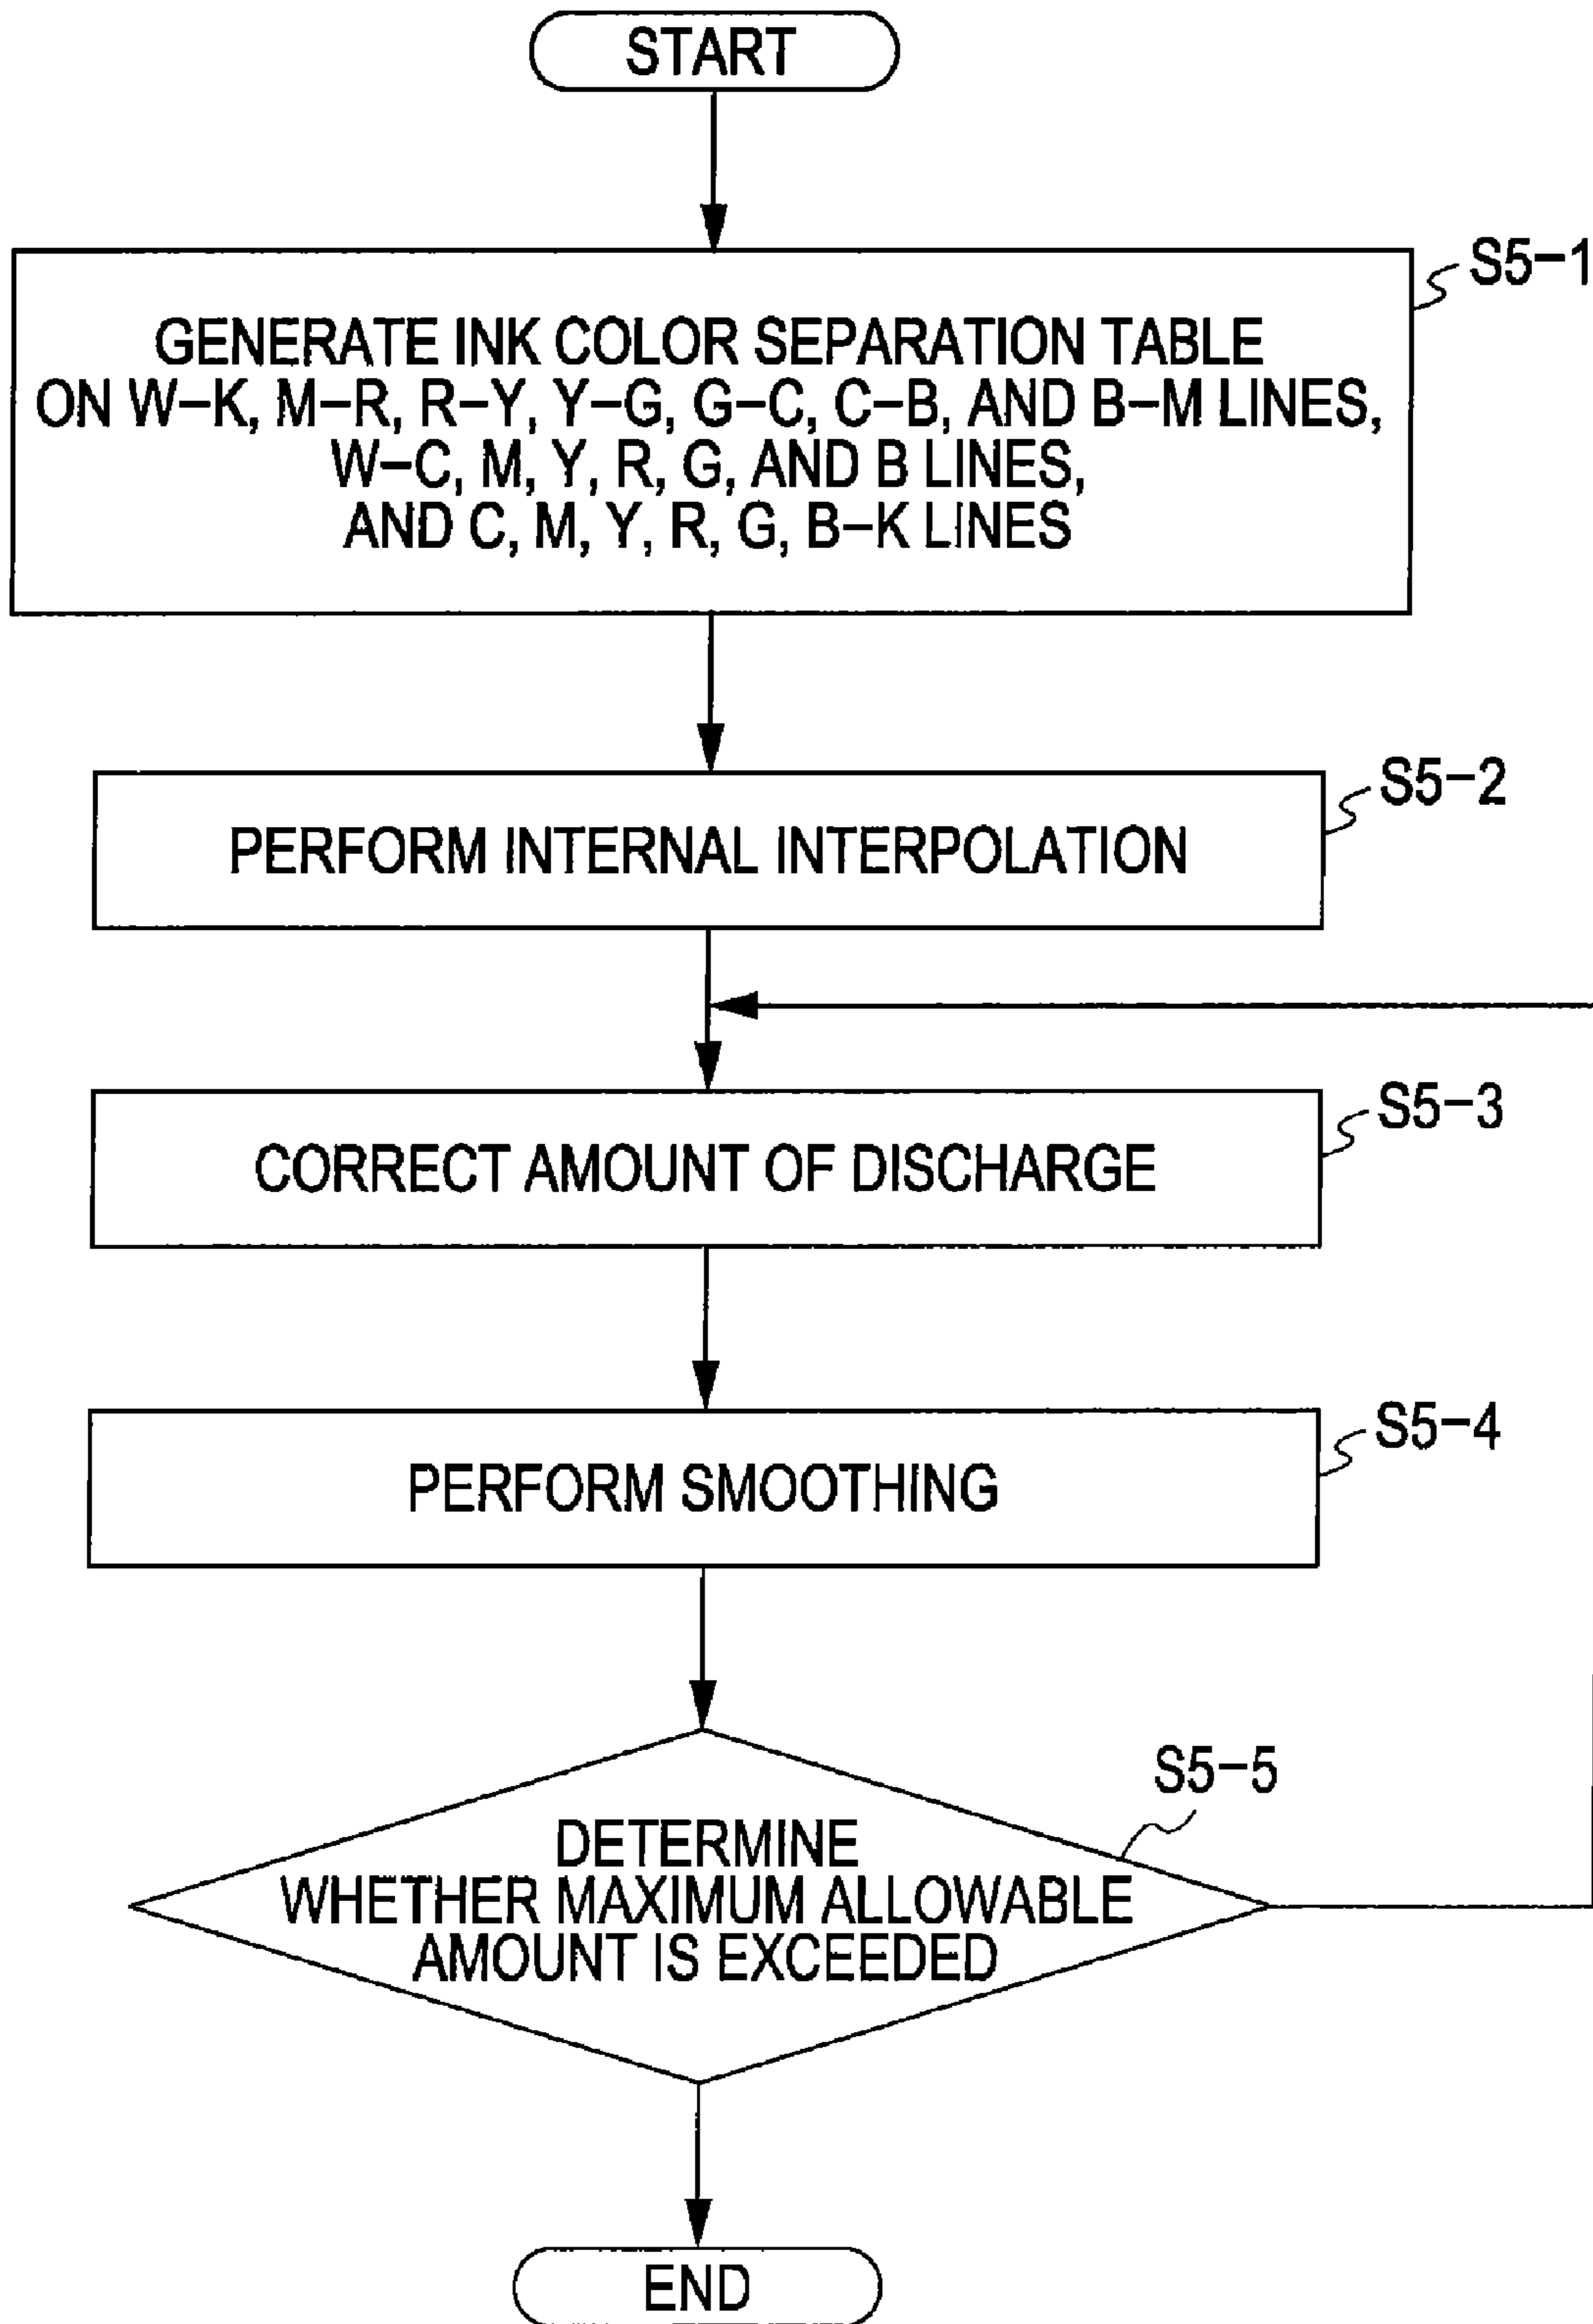 START
S5-1
GENERATE INK COLOR SEPARATION TABLE
ON W-K, M-R, R-Y, Y-G, G-C, C-B, AND B-M LINES,
W-C, M, Y, R, G, AND B LINES,
AND C, M, Y, R, G, B-K LINES
S5-2
PERFORM INTERNAL INTERPOLATION
S5-3
CORRECT AMOUNT OF DISCHARGE
S5-4
PERFORM SMOOTHING
S5-5
DETERMINE
WHETHER MAXIMUM ALLOWABLE
AMOUNT IS EXCEEDED
END